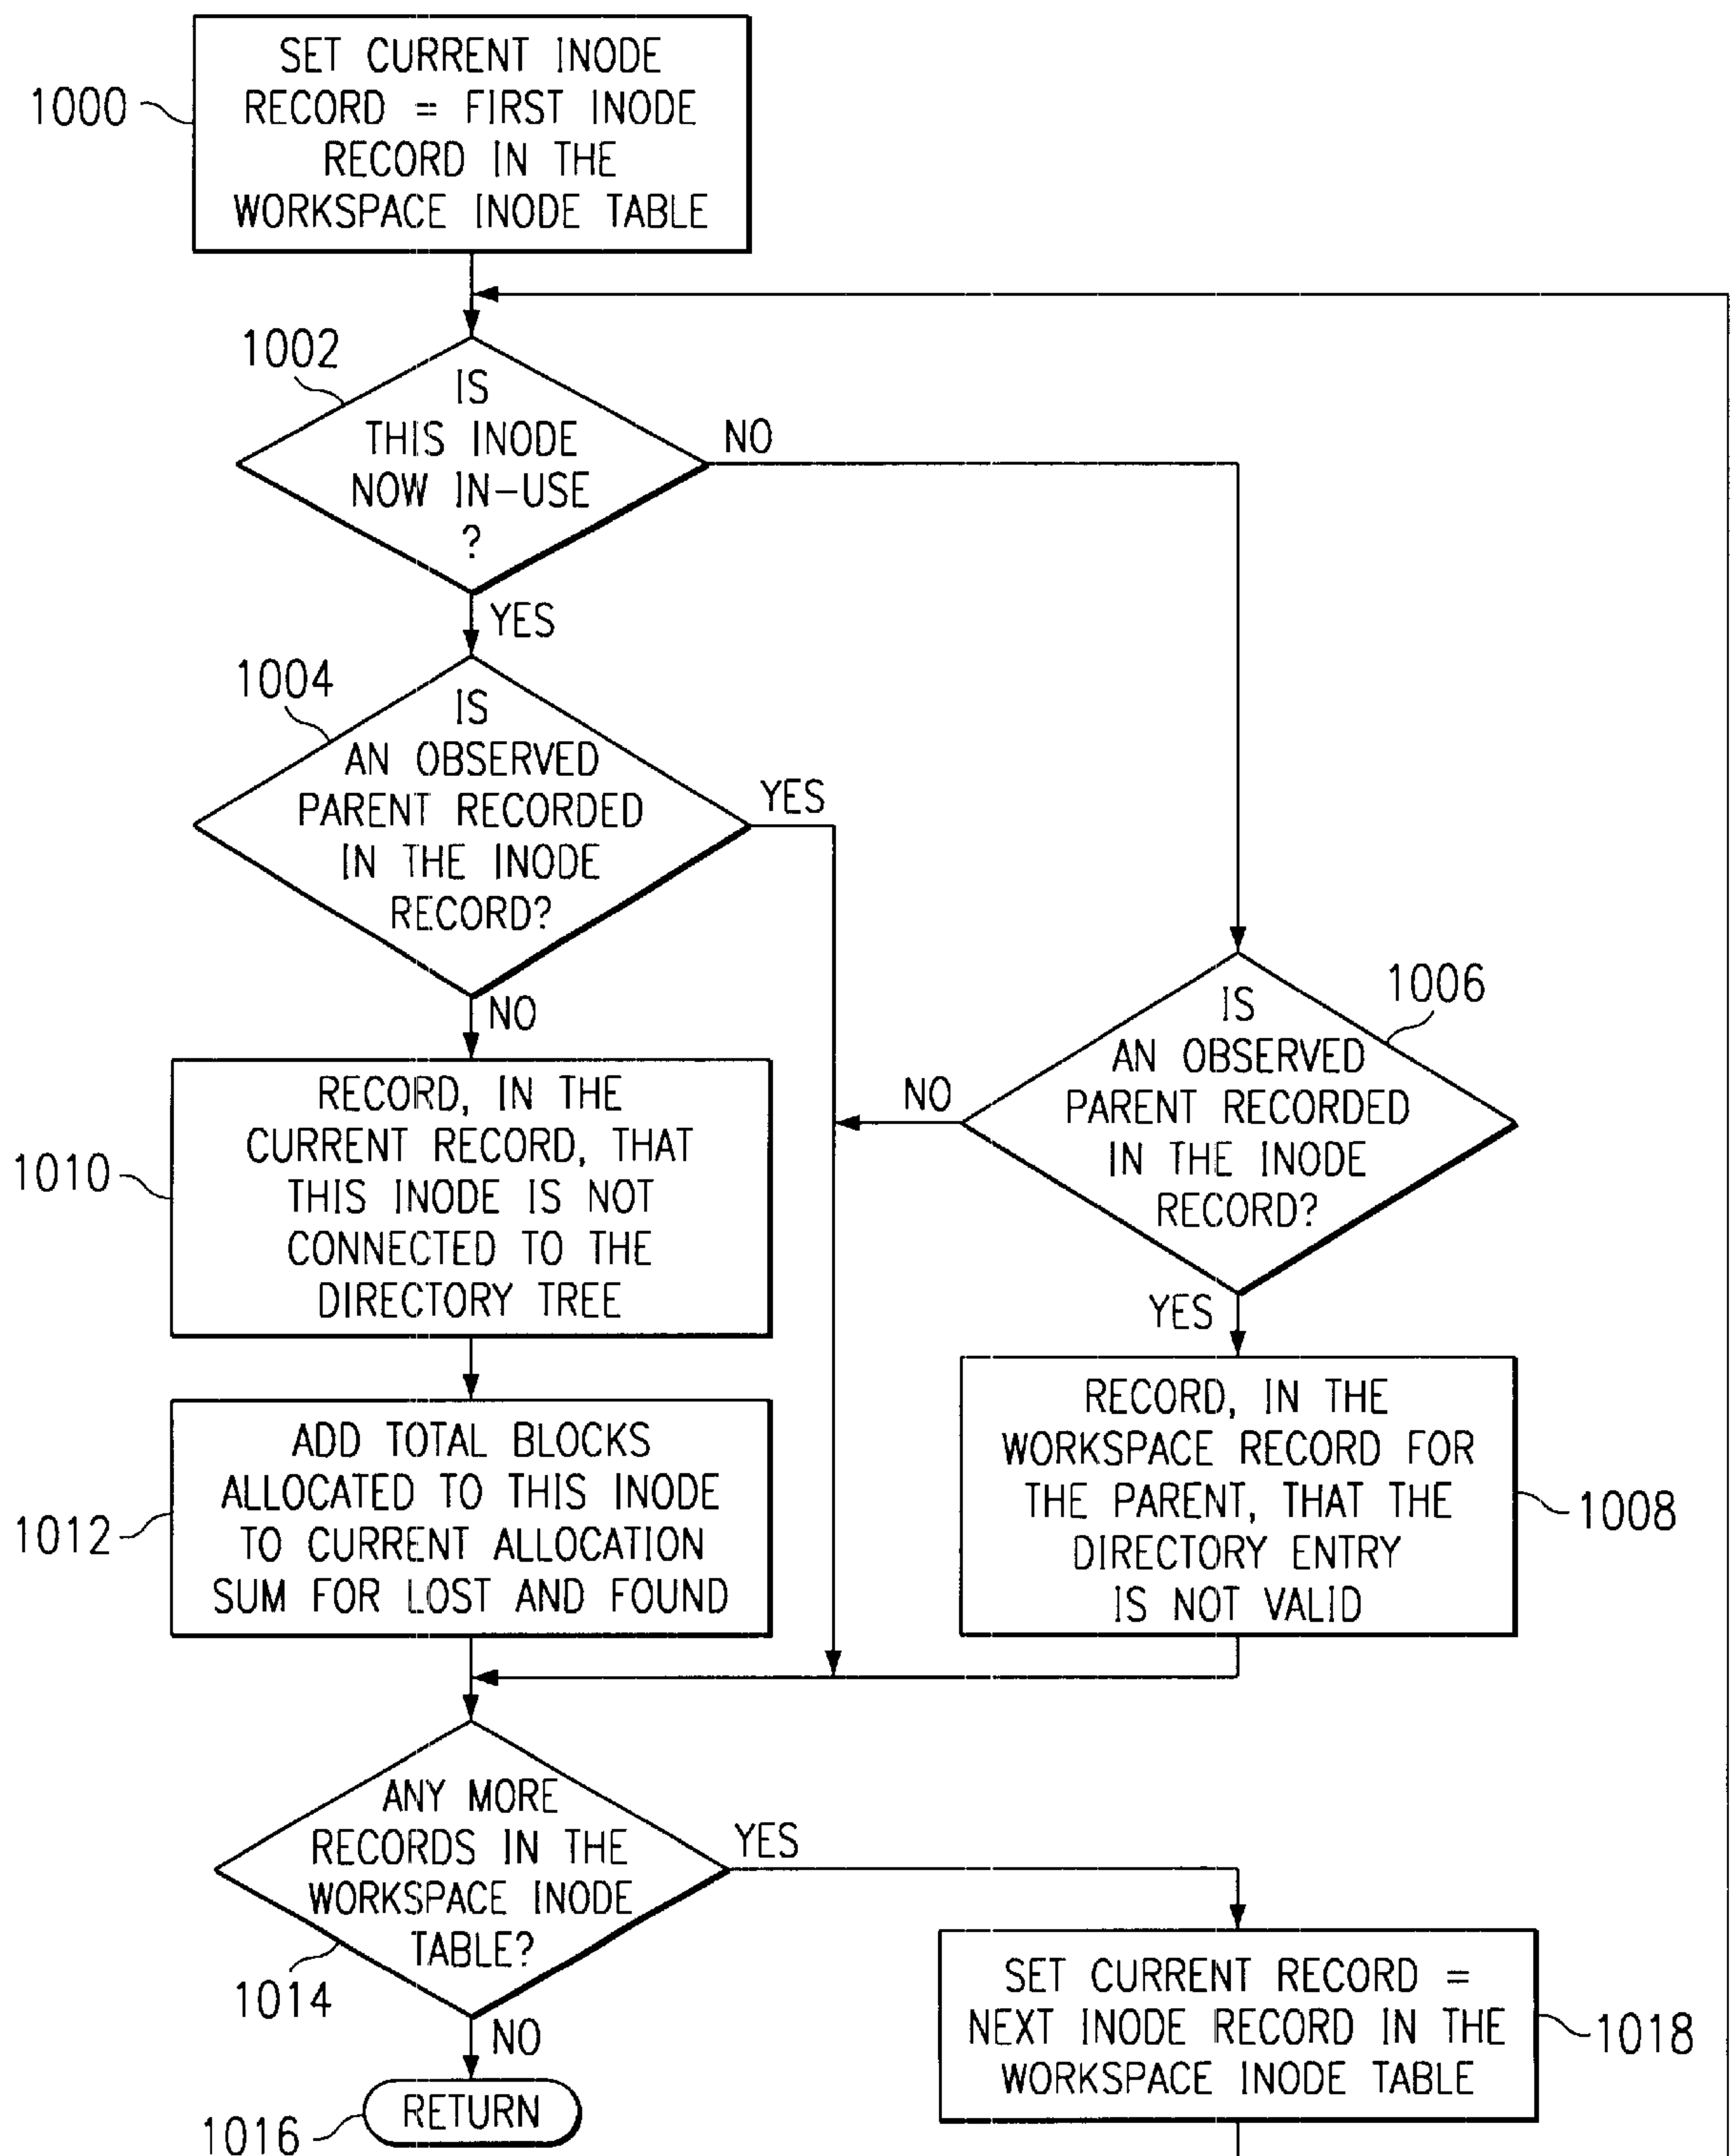 1000
SET CURRENT INODE
RECORD = FIRST INODE
RECORD IN THE
WORKSPACE INODE TABLE
1002
IS
THIS INODE
NOW IN-USE
?
NO
YES
1004
IS
AN OBSERVED
PARENT RECORDED
IN THE INODE
RECORD?
YES
NO
1006
IS
AN OBSERVED
PARENT RECORDED
IN THE INODE
RECORD?
NO
YES
1010
RECORD, IN THE
CURRENT RECORD, THAT
THIS INODE IS NOT
CONNECTED TO THE
DIRECTORY TREE
1012
ADD TOTAL BLOCKS
ALLOCATED TO THIS INODE
TO CURRENT ALLOCATION
SUM FOR LOST AND FOUND
RECORD, IN THE
WORKSPACE RECORD FOR
THE PARENT, THAT THE
DIRECTORY ENTRY
IS NOT VALID
1008
ANY MORE
RECORDS IN THE
WORKSPACE INODE
TABLE?
1014
YES
NO
SET CURRENT RECORD =
NEXT INODE RECORD IN THE
WORKSPACE INODE TABLE
1018
RETURN
1016